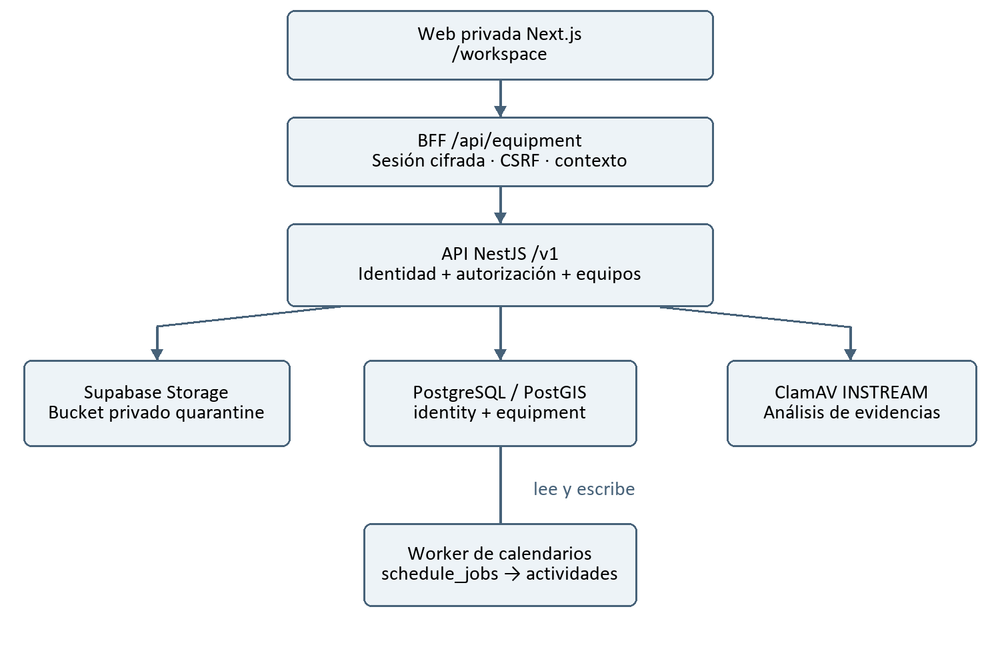 Web privada Next.js
/workspace
BFF /api/equipment
Sesión cifrada · CSRF · contexto
API NestJS /v1
Identidad + autorización + equipos
Supabase Storage
Bucket privado quarantine
PostgreSQL / PostGIS
identity + equipment
ClamAV INSTREAM
Análisis de evidencias
lee y escribe
Worker de calendarios
schedule_jobs → actividades